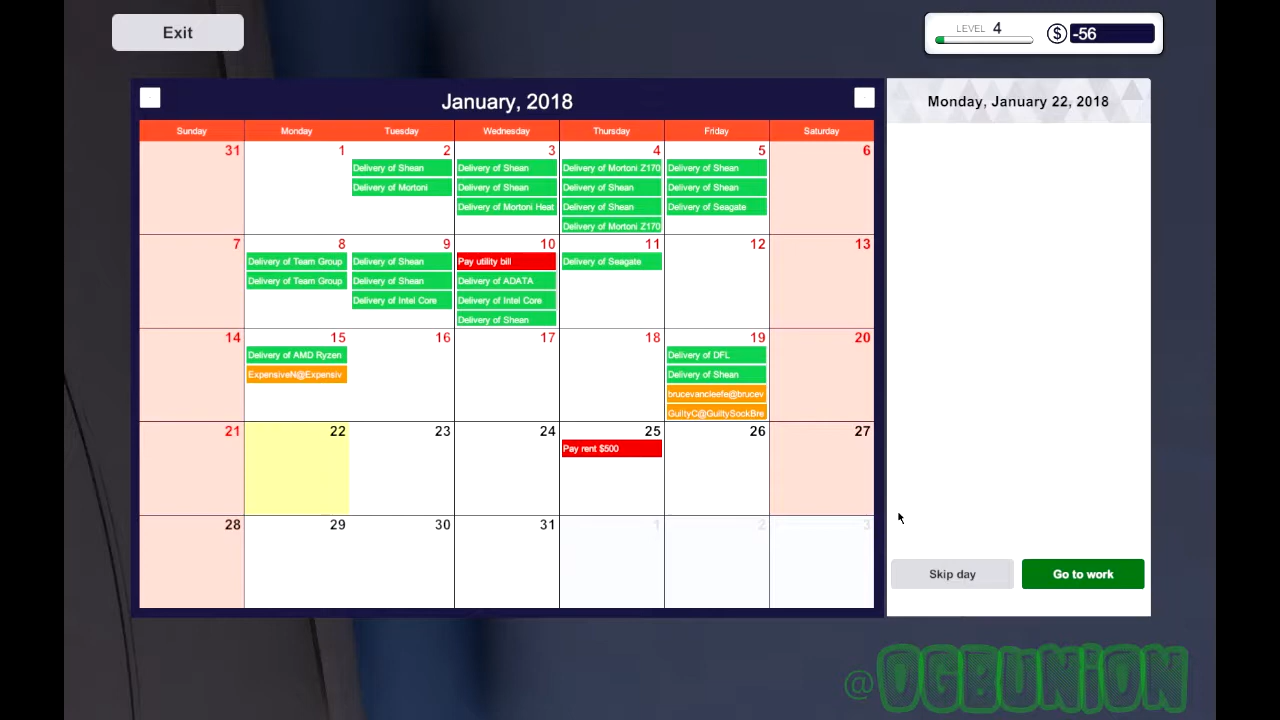 Exit
LEVEL 4
$ -56
January, 2018
Monday, January 22, 2018
Sunday Monday Tuesday Wednesday Thursday Friday Saturday
31 1 2 3 4 5 6
Delivery of Shean Delivery of Shean Delivery of Mortoni Z170 Delivery of Shean
Delivery of Mortoni Delivery of Shean Delivery of Shean Delivery of Shean
Delivery of Mortoni Heat Delivery of Shean Delivery of Seagate
Delivery of Mortoni Z170
7 8 9 10 11 12 13
Delivery of Team Group Delivery of Shean Pay utility bill Delivery of Seagate
Delivery of Team Group Delivery of Shean Delivery of ADATA
Delivery of Intel Core Delivery of Intel Core
Delivery of Shean
14 15 16 17 18 19 20
Delivery of AMD Ryzen Delivery of DFL
ExpensiveN@Expensiv Delivery of Shean
brucevancleefe@brucev
GuiltyC@GuiltySockBre
21 22 23 24 25 26 27
Pay rent $500
28 29 30 31 1 2 3
Skip day Go to work
@OGBUNION